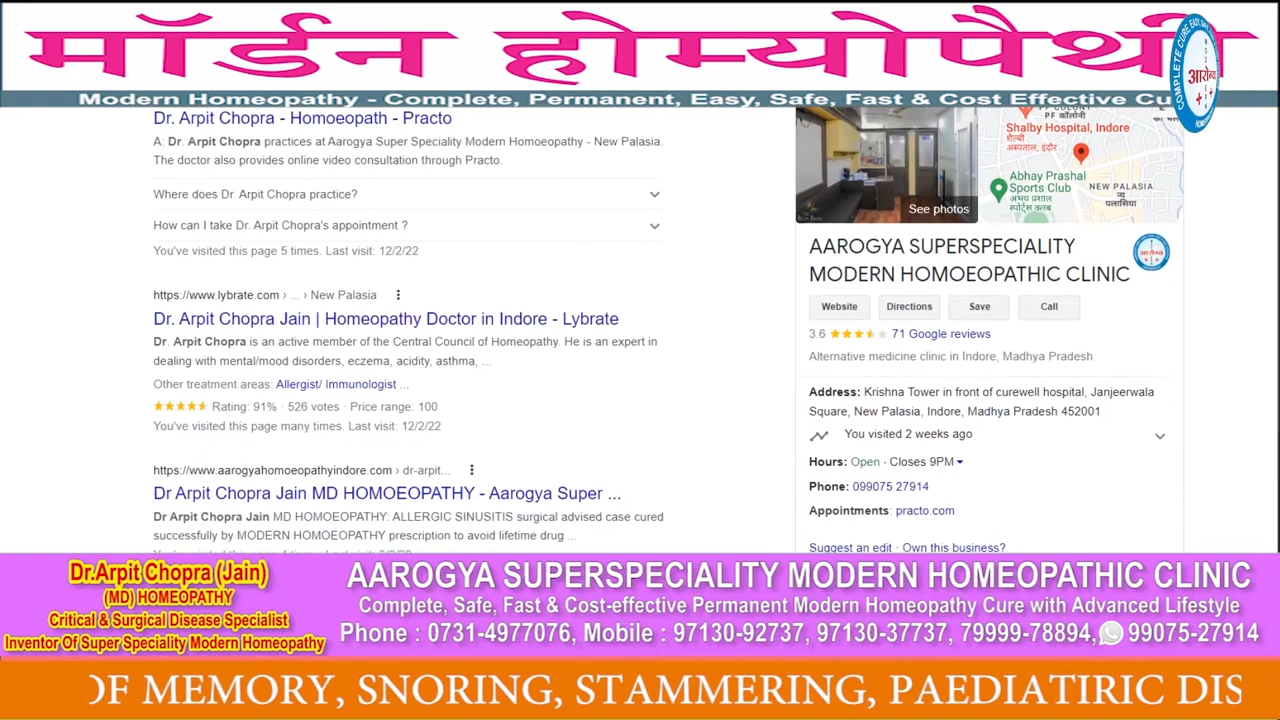 मॉर्डन होम्योपैथी
Modern Homeopathy - Complete, Permanent, Easy, Safe, Fast & Cost Effective Cu
COMPLETE CURE
आरोग्य
Dr. Arpit Chopra - Homoeopath - Practo
A. Dr. Arpit Chopra practices at Aarogya Super Speciality Modern Homoeopathy - New Palasia.
The doctor also provides online video consultation through Practo.
Where does Dr. Arpit Chopra practice?
How can I take Dr. Arpit Chopra's appointment ?
You've visited this page 5 times. Last visit: 12/2/22
https://www.lybrate.com › ... › New Palasia
Dr. Arpit Chopra Jain | Homeopathy Doctor in Indore - Lybrate
Dr. Arpit Chopra is an active member of the Central Council of Homeopathy. He is an expert in
dealing with mental/mood disorders, eczema, acidity, asthma, ...
Other treatment areas: Allergist/ Immunologist ...
Rating: 91% · 526 votes · Price range: 100
You've visited this page many times. Last visit: 12/2/22
https://www.aarogyahomoeopathyindore.com › dr-arpit...
Dr Arpit Chopra Jain MD HOMOEOPATHY - Aarogya Super ...
Dr Arpit Chopra Jain MD HOMOEOPATHY: ALLERGIC SINUSITIS surgical advised case cured
successfully by MODERN HOMOEOPATHY prescription to avoid lifetime drug ...
See photos
PF कॉलोनी
Shalby Hospital, Indore
शैल्बी
अस्पताल, इंदौर
Abhay Prashal
Sports Club
अभय प्रशाल
स्पोर्ट्स क्लब
NEW PALASIA
न्यू
पलासिया
AAROGYA SUPERSPECIALITY
MODERN HOMOEOPATHIC CLINIC
आरोग्य
Website Directions Save Call
3.6 71 Google reviews
Alternative medicine clinic in Indore, Madhya Pradesh
Address: Krishna Tower in front of curewell hospital, Janjeerwala
Square, New Palasia, Indore, Madhya Pradesh 452001
You visited 2 weeks ago
Hours: Open · Closes 9PM
Phone: 099075 27914
Appointments: practo.com
Suggest an edit · Own this business?
Dr.Arpit Chopra (Jain)
(MD) HOMEOPATHY
Critical & Surgical Disease Specialist
Inventor Of Super Speciality Modern Homeopathy
AAROGYA SUPERSPECIALITY MODERN HOMEOPATHIC CLINIC
Complete, Safe, Fast & Cost-effective Permanent Modern Homeopathy Cure with Advanced Lifestyle
Phone : 0731-4977076, Mobile : 97130-92737, 97130-37737, 79999-78894, 99075-27914
OF MEMORY, SNORING, STAMMERING, PAEDIATIRIC DIS